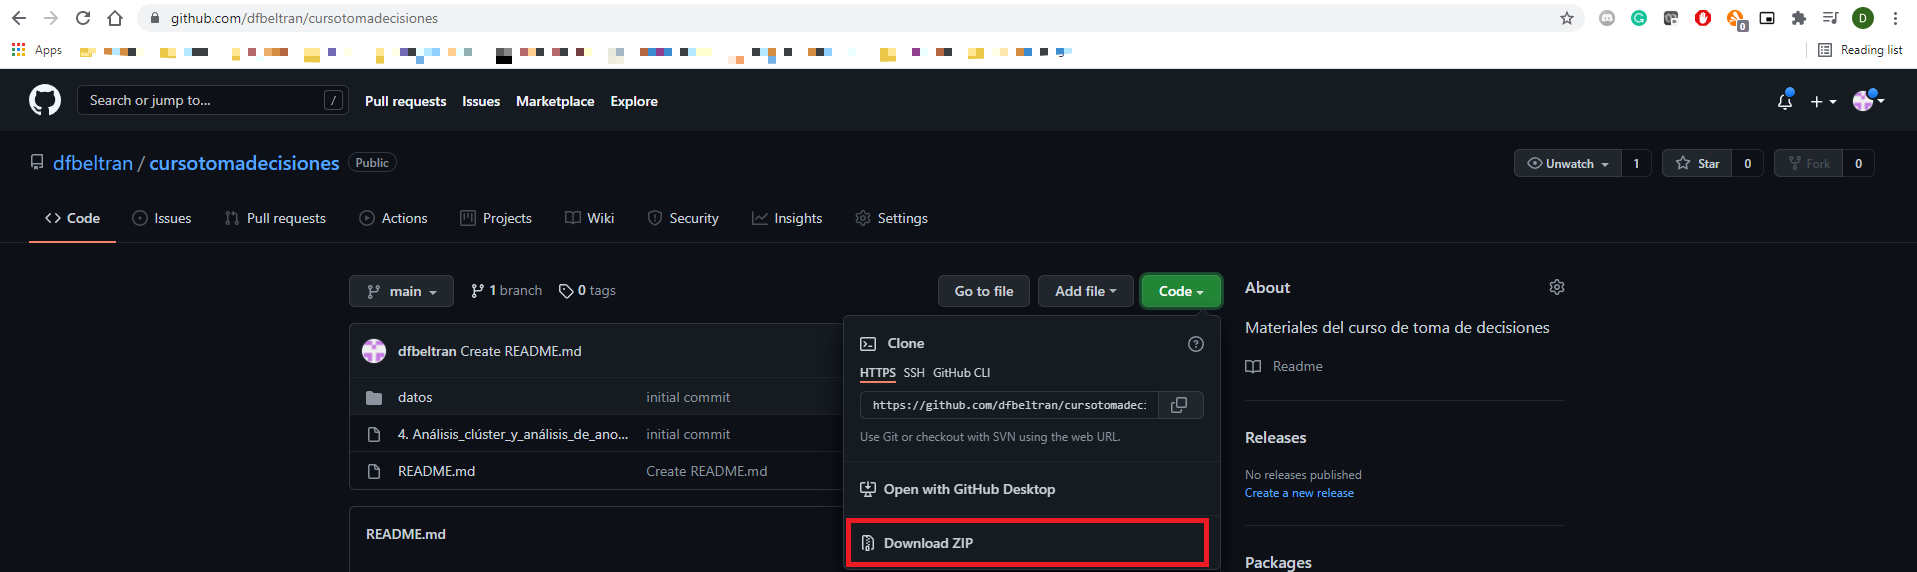 github.com/dfbeltran/cursotomadecisiones
0
D
Apps
Reading list
Search or jump to...
/
Pull requests
Issues
Marketplace
Explore
dfbeltran / cursotomadecisiones
Public
Unwatch
1
Star
0
Fork
0
Code
Issues
Pull requests
Actions
Projects
Wiki
Security
Insights
Settings
main
1 branch
0 tags
Go to file
Add file
Code
About
Materiales del curso de toma de decisiones
Readme
dfbeltran Create README.md
datos
initial commit
4. Análisis_clúster_y_análisis_de_ano...
initial commit
README.md
Create README.md
README.md
Clone
HTTPS
SSH
GitHub CLI
https://github.com/dfbeltran/cursotomadeci
Use Git or checkout with SVN using the web URL.
Open with GitHub Desktop
Download ZIP
Releases
No releases published
Create a new release
Packages